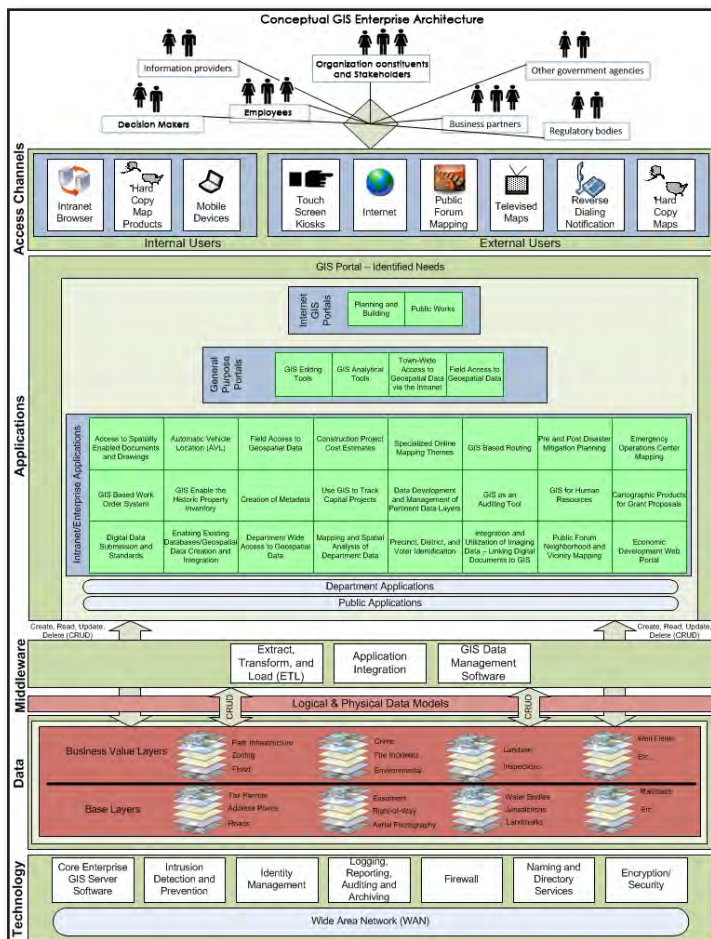 Conceptual GIS Enterprise Architecture
Information providers
Organization constituents
and Stakeholders
Other government agencies
Decision Makers
Employees
Business partners
Regulatory bodies
Access Channels
Intranet
Browser
'Hard
Copy
Map
Products
Mobile
Devices
Internal Users
Touch
Screen
Kiosks
Internet
Public
Forum
Mapping
Televised
Maps
Reverse
Dialing
Notification
'Hard
Copy
Maps
External Users
Applications
GIS Portal – Identified Needs
Internet
GIS
Portals
Planning and
Building
Public Works
General
Purpose
Portals
GIS Editing
Tools
GIS Analytical
Tools
Town-Wide
Access to
Geospatial Data
via the Intranet
Field Access to
Geospatial Data
Intranet/Enterprise Applications
Access to Spatially
Enabled Documents
and Drawings
Automatic Vehicle
Location (AVL)
Field Access to
Geospatial Data
Construction Project
Cost Estimates
Specialized Online
Mapping Themes
GIS Based Routing
Pre and Post Disaster
Mitigation Planning
Emergency
Operations Center
Mapping
GIS Based Work
Order System
GIS Enable the
Historic Property
Inventory
Creation of Metadata
Use GIS to Track
Capital Projects
Data Development
and Management of
Pertinent Data Layers
GIS as an
Auditing Tool
GIS for Human
Resources
Cartographic Products
for Grant Proposals
Digital Data
Submission and
Standards
Enabling Existing
Databases/Geospatial
Data Creation and
Integration
Department Wide
Access to Geospatial Data
Mapping and Spatial
Analysis of
Department Data
Precinct, District, and
Voter Identification
Integration and
Utilization of Imaging
Data – Linking Digital
Documents to GIS
Public Forum
Neighborhood and
Vicinity Mapping
Economic
Development Web
Portal
Department Applications
Public Applications
Create, Read, Update,
Delete (CRUD)
Create, Read, Update,
Delete (CRUD)
Middleware
Extract,
Transform, and
Load (ETL)
Application
Integration
GIS Data
Management
Software
CRUD
Logical & Physical Data Models
CRUD
Data
Business Value Layers
Park Infrastructure
Zoning
Flood
Crime
Fire Incidents
Environmental
Landuse
Inspections
Well Fields
Etc...
Base Layers
Tax Parcels
Address Points
Roads
Easement
Right-of-Way
Aerial Photography
Water Bodies
Jurisdictions
Landmarks
Railroads
Etc
Technology
Core Enterprise
GIS Server
Software
Intrusion
Detection and
Prevention
Identity
Management
Logging,
Reporting,
Auditing and
Archiving
Firewall
Naming and
Directory
Services
Encryption/
Security
Wide Area Network (WAN)